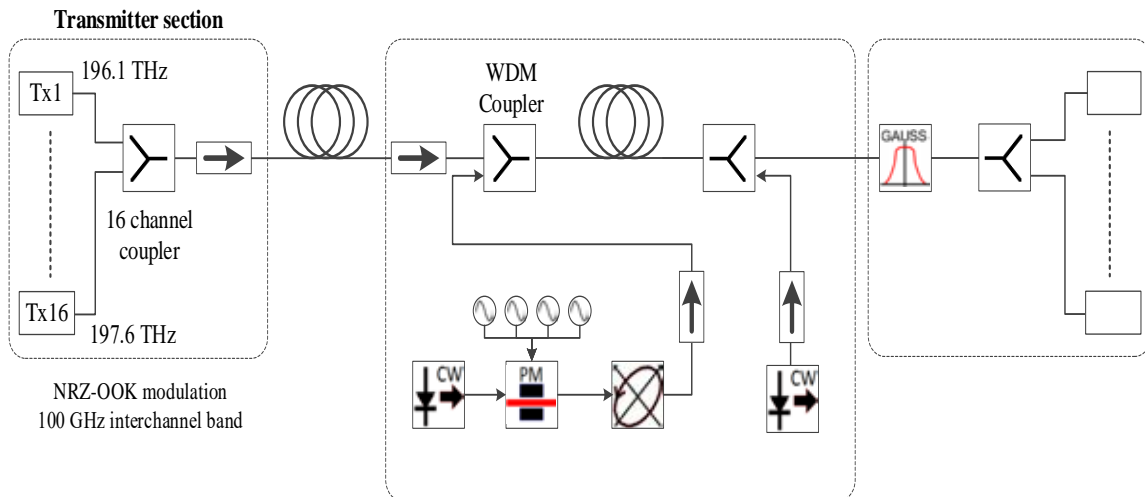 Transmitter section
196.1 THz
Tx1
WDM
Coupler
GAUSS
16 channel
coupler
Tx16
197.6 THz
CW
PM
CW
NRZ-OOK modulation
100 GHz interchannel band